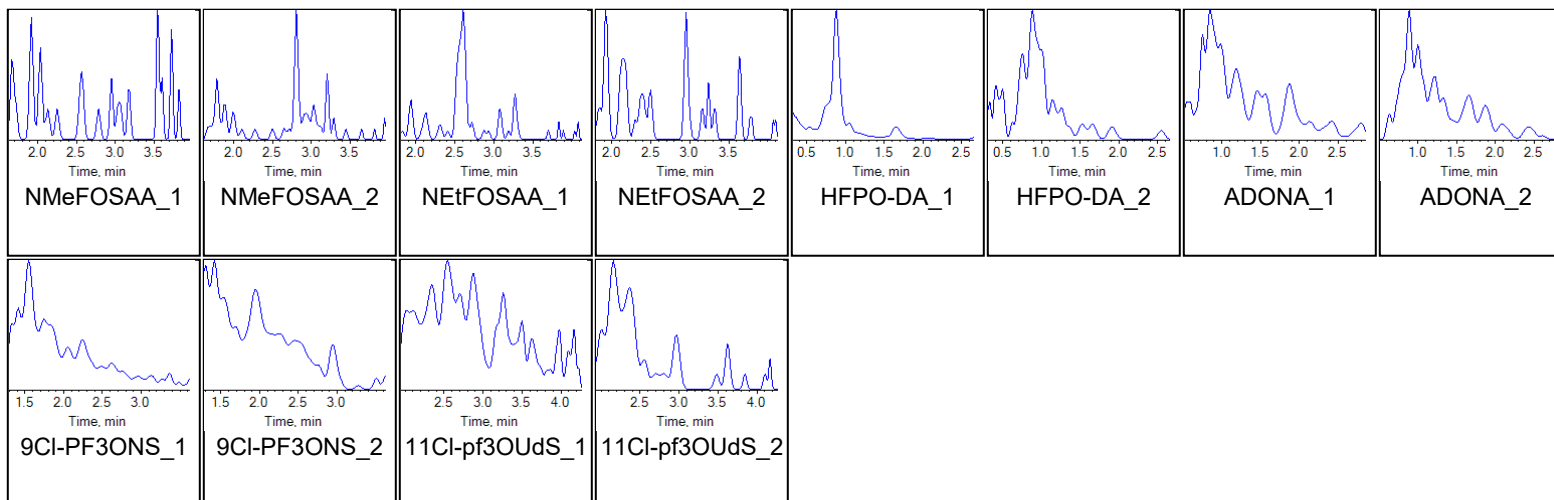 2.0 2.5 3.0 3.5
Time, min
NMeFOSAA_1
2.0 2.5 3.0 3.5
Time, min
NMeFOSAA_2
2.0 2.5 3.0 3.5
Time, min
NEtFOSAA_1
2.0 2.5 3.0 3.5
Time, min
NEtFOSAA_2
0.5 1.0 1.5 2.0 2.5
Time, min
HFPO-DA_1
0.5 1.0 1.5 2.0 2.5
Time, min
HFPO-DA_2
1.0 1.5 2.0 2.5
Time, min
ADONA_1
1.0 1.5 2.0 2.5
Time, min
ADONA_2
1.5 2.0 2.5 3.0
Time, min
9Cl-PF3ONS_1
1.5 2.0 2.5 3.0
Time, min
9Cl-PF3ONS_2
2.5 3.0 3.5 4.0
Time, min
11Cl-pf3OUdS_1
2.5 3.0 3.5 4.0
Time, min
11Cl-pf3OUdS_2